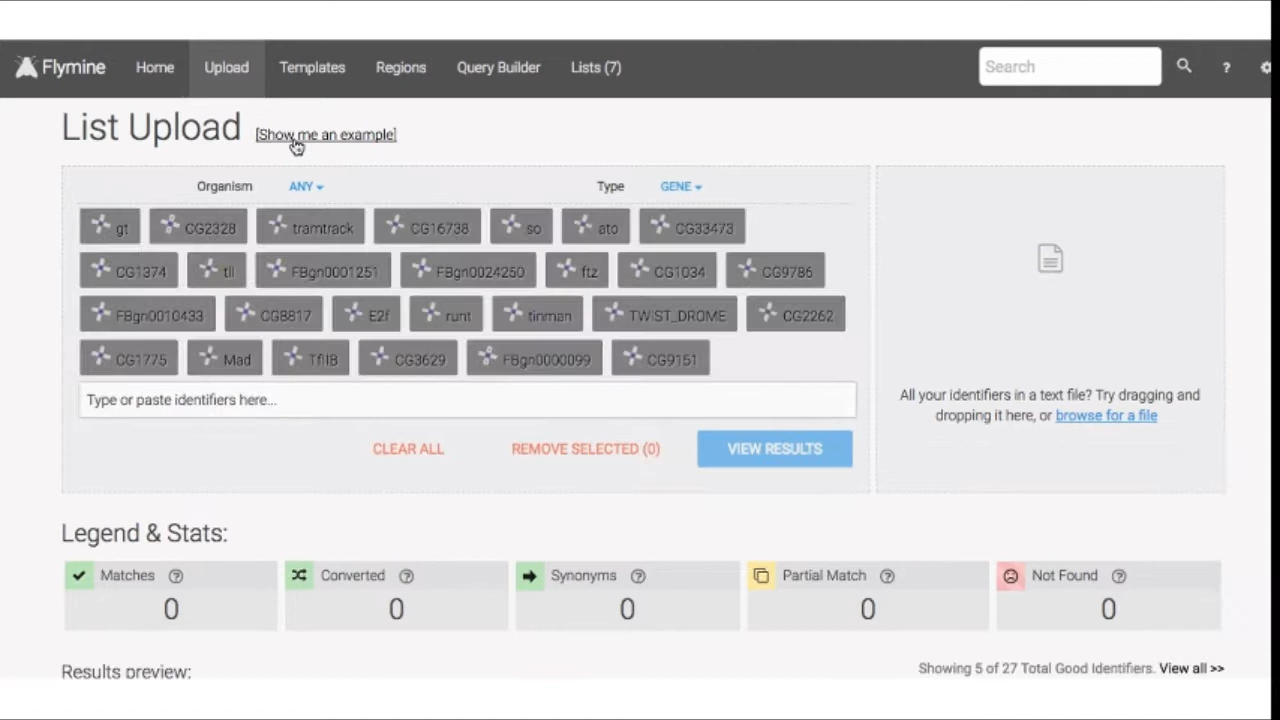 Flymine Home Upload Templates Regions Query Builder Lists (7) Search ?
List Upload [Show me an example]
Organism ANY Type GENE
gt CG2328 tramtrack CG16738 so ato CG33473
CG1374 tll FBgn0001251 FBgn0024250 ftz CG1034 CG9786
FBgn0010433 CG8817 E2f runt tinman TWIST_DROME CG2262
CG1775 Mad TfIIB CG3629 FBgn0000099 CG9151
Type or paste identifiers here...
CLEAR ALL REMOVE SELECTED (0) VIEW RESULTS
All your identifiers in a text file? Try dragging and
dropping it here, or browse for a file
Legend & Stats:
Matches ? Converted ? Synonyms ? Partial Match ? Not Found ?
0 0 0 0 0
Results preview: Showing 5 of 27 Total Good Identifiers. View all >>